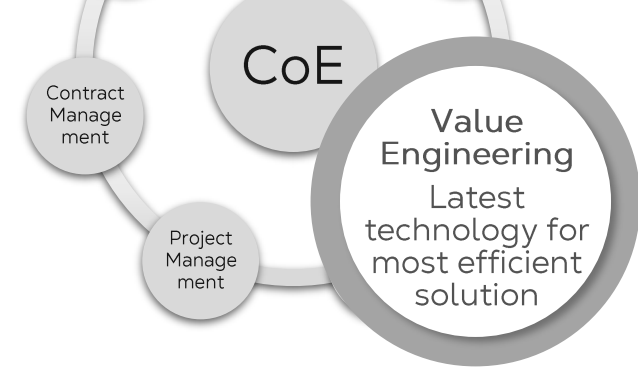 CoE
Contract
Manage
ment
Value
Engineering
Latest
technology for
most efficient
solution
Project
Manage
ment